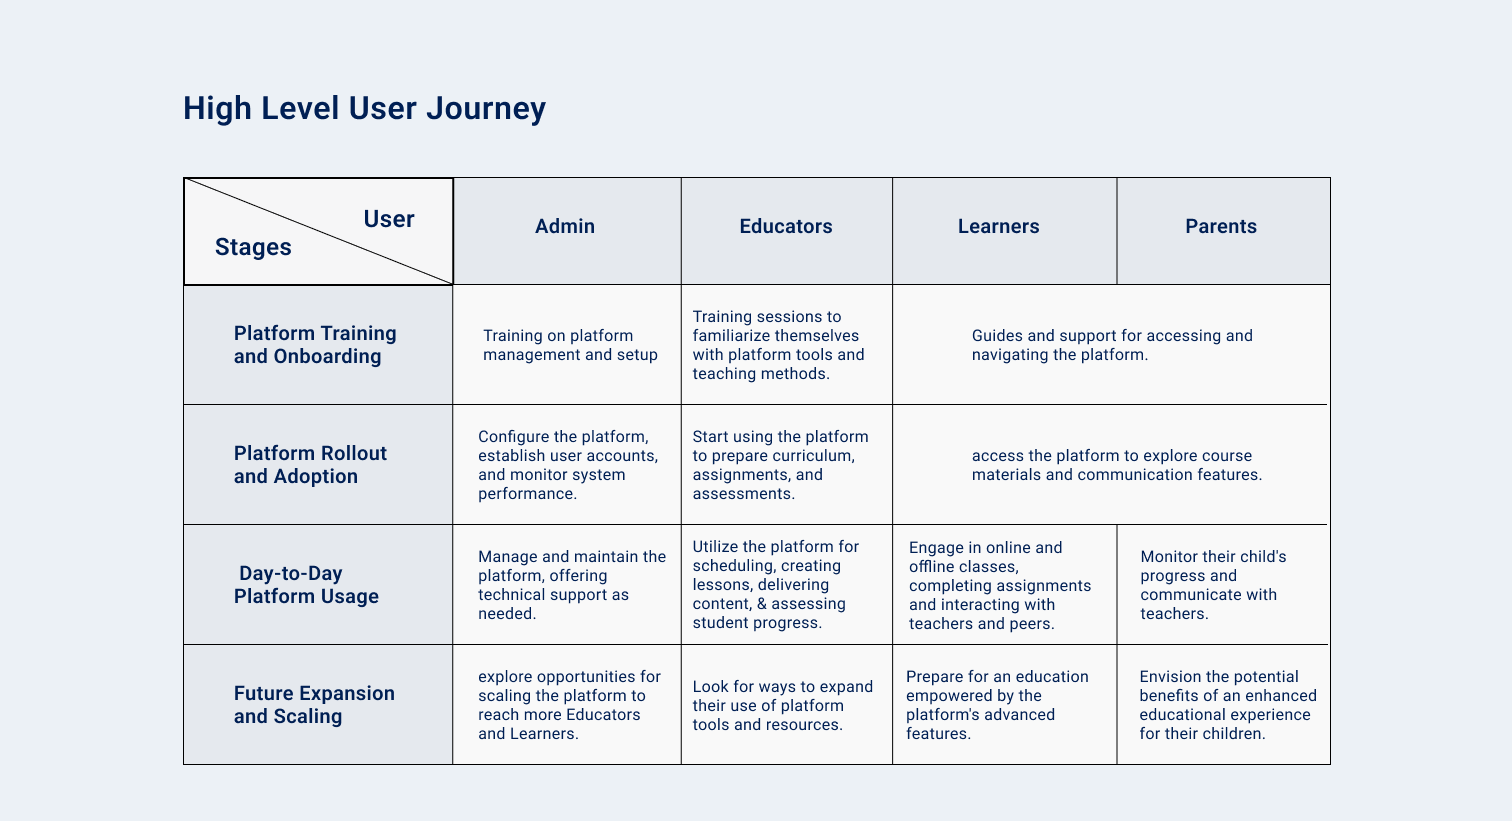 High Level User Journey
User
Stages
Admin
Educators
Learners
Parents
Platform Training
and Onboarding
Training on platform
management and setup
Training sessions to
familiarize themselves
with platform tools and
teaching methods.
Guides and support for accessing and
navigating the platform.
Platform Rollout
and Adoption
Configure the platform,
establish user accounts,
and monitor system
performance.
Start using the platform
to prepare curriculum,
assignments, and
assessments.
access the platform to explore course
materials and communication features.
Day-to-Day
Platform Usage
Manage and maintain the
platform, offering
technical support as
needed.
Utilize the platform for
scheduling, creating
lessons, delivering
content, & assessing
student progress.
Engage in online and
offline classes,
completing assignments
and interacting with
teachers and peers.
Monitor their child's
progress and
communicate with
teachers.
Future Expansion
and Scaling
explore opportunities for
scaling the platform to
reach more Educators
and Learners.
Look for ways to expand
their use of platform
tools and resources.
Prepare for an education
empowered by the
platform's advanced
features.
Envision the potential
benefits of an enhanced
educational experience
for their children.